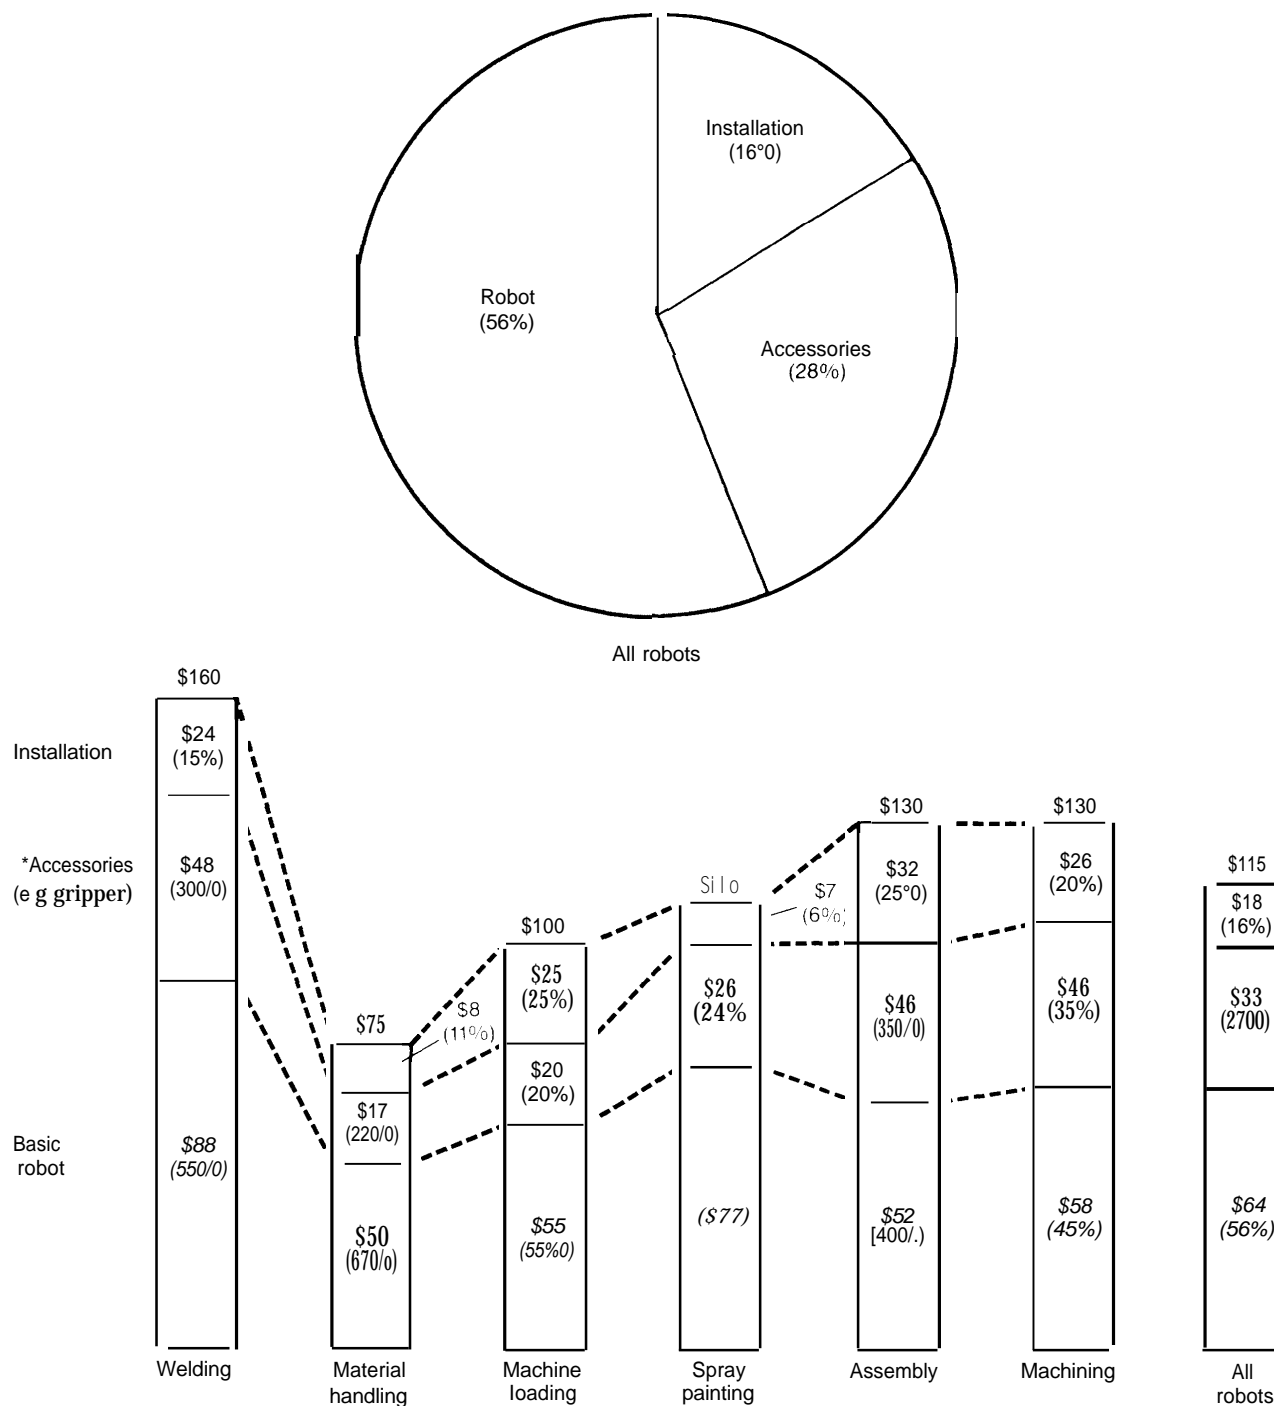 Installation
(16°0)
Robot
(56%)
Accessories
(28%)
All robots
$160
$24
(15%)
Installation
*Accessories
(e g gripper)
$48
(300/0)
Basic
robot
$88
(550/0)
Welding
$75
$8
(11%)
$17
(220/0)
$50
(670/0)
Material
handling
$100
$25
(25%)
$20
(20%)
$55
(55%0)
Machine
loading
Silo
$7
(6%)
$26
(24%
($77)
Spray
painting
$130
$32
(25°0)
$46
(350/0)
$52
[400/.)
Assembly
$130
$26
(20%)
$46
(35%)
$58
(45%)
Machining
$115
$18
(16%)
$33
(2700)
$64
(56%)
All
robots